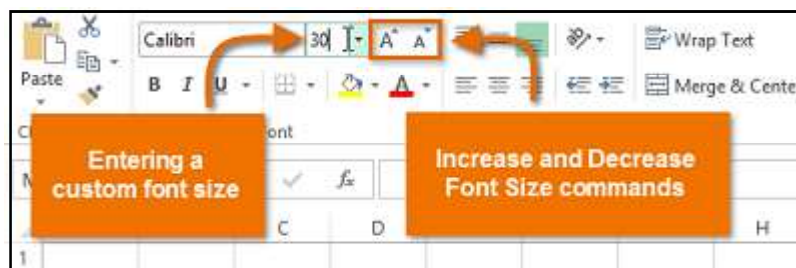 Calibri 30 A A Wrap Text
Paste B I U A Merge & Cente
ont
Entering a
custom font size
Increase and Decrease
Font Size commands
fx
C D H
1